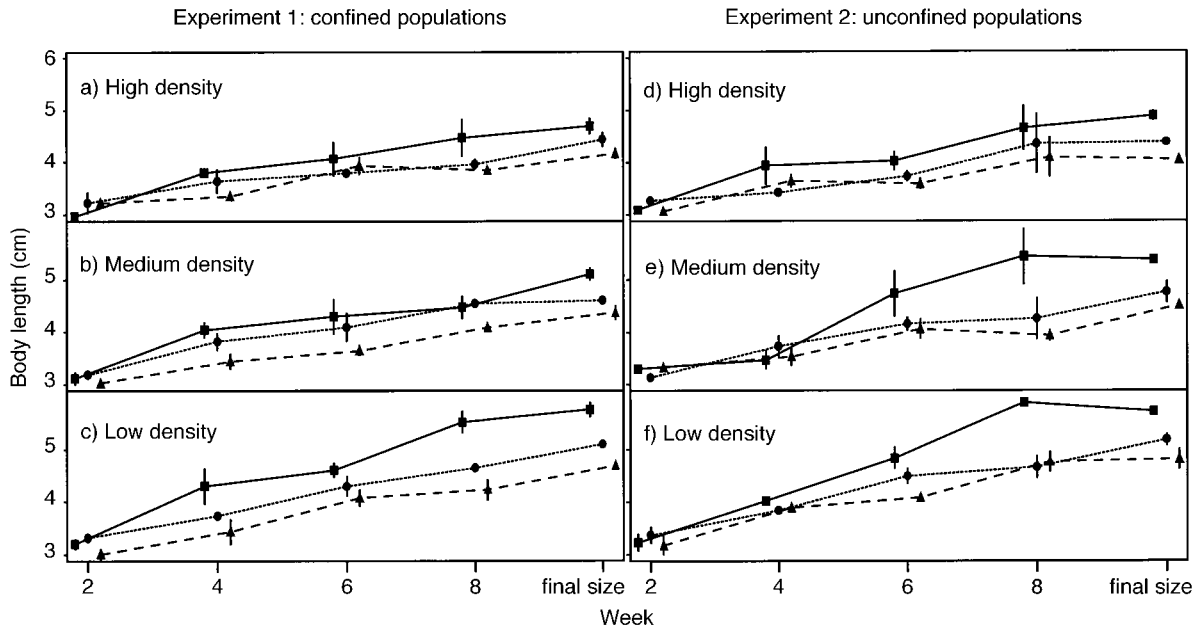 Experiment 1: confined populations
Experiment 2: unconfined populations
6
a) High density
d) High density
5
4
3
b) Medium density
e) Medium density
5
4
3
c) Low density
f) Low density
5
4
3
Body length (cm)
2 4 6 8 final size
2 4 6 8 final size
Week